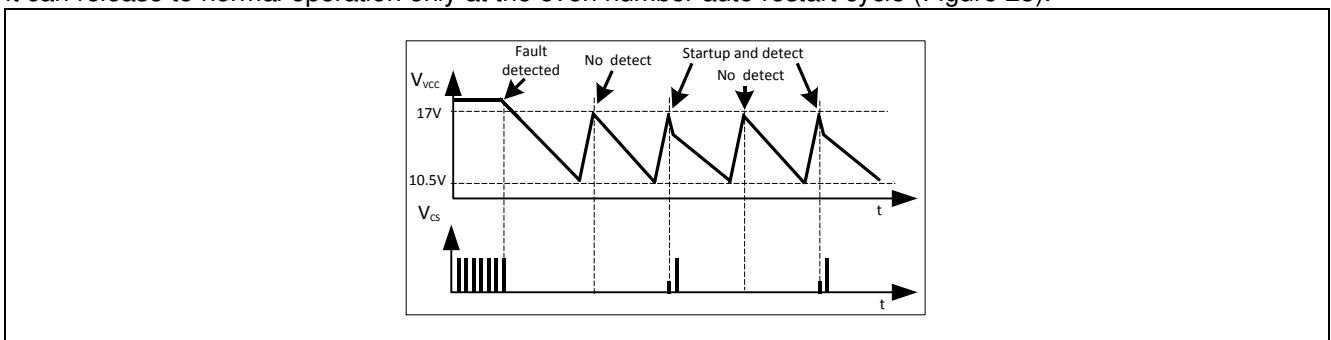 It can release to normal operation only at the even number auto restart cycle (Figure 28).
Fault
detected
No detect
Startup and detect
No detect
VVCC
17V
10.5V
t
VCS
t